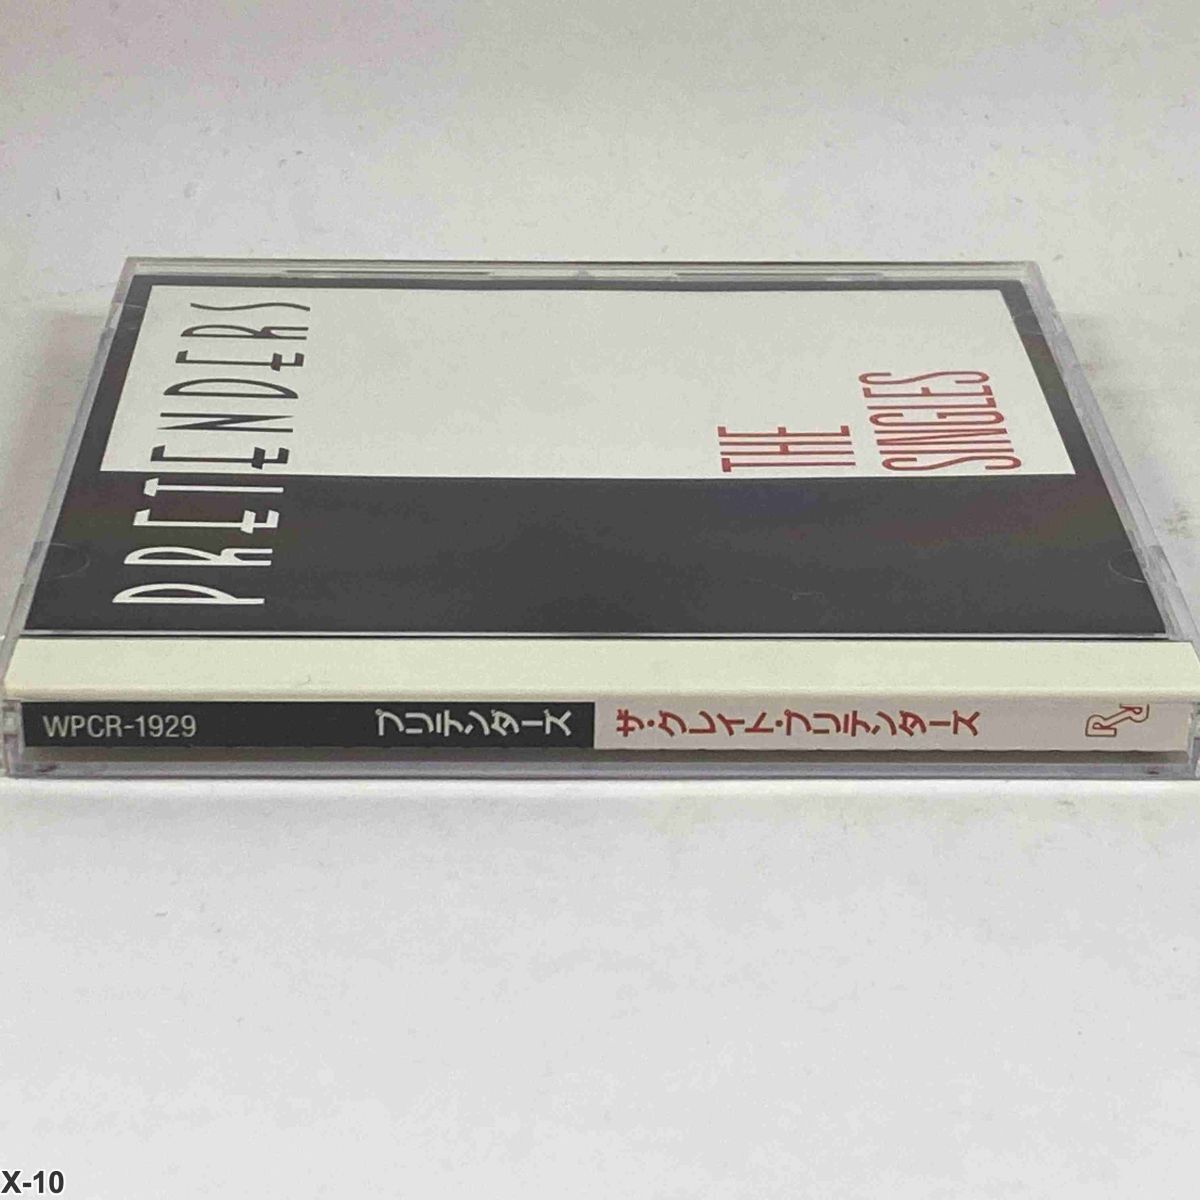 PRETENDERS
THE
SINGLES
WPCR-1929
プリテンダーズ
ザ・グレイト・プリテンダーズ
R
X-10